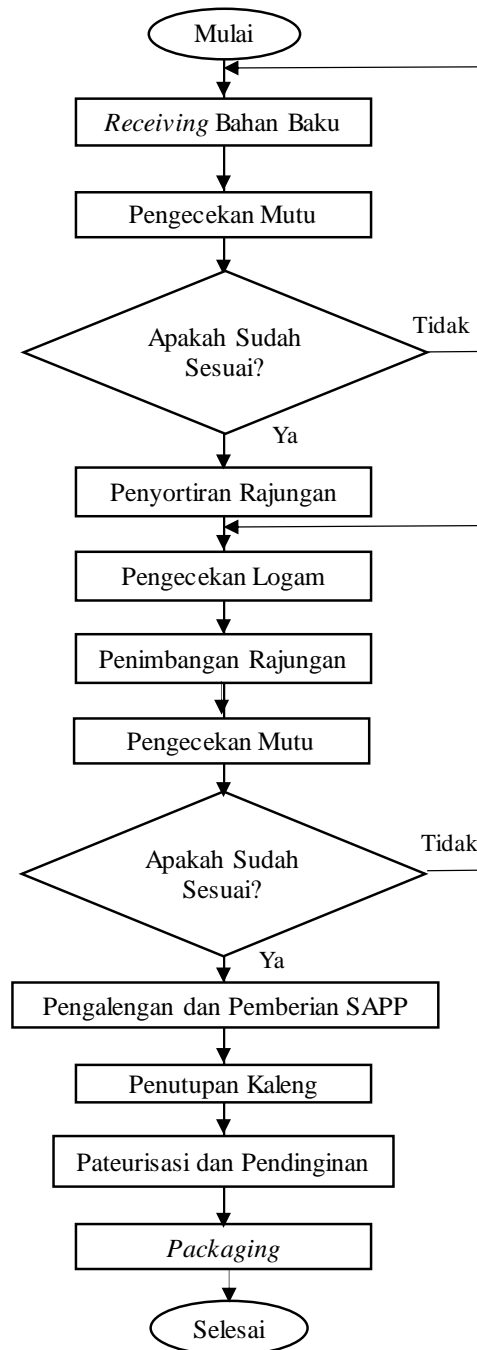 Mulai
Receiving Bahan Baku
Pengecekan Mutu
Apakah Sudah
Sesuai?
Tidak
Ya
Penyortiran Rajungan
Pengecekan Logam
Penimbangan Rajungan
Pengecekan Mutu
Apakah Sudah
Sesuai?
Tidak
Ya
Pengalengan dan Pemberian SAPP
Penutupan Kaleng
Pateurisasi dan Pendinginan
Packaging
Selesai